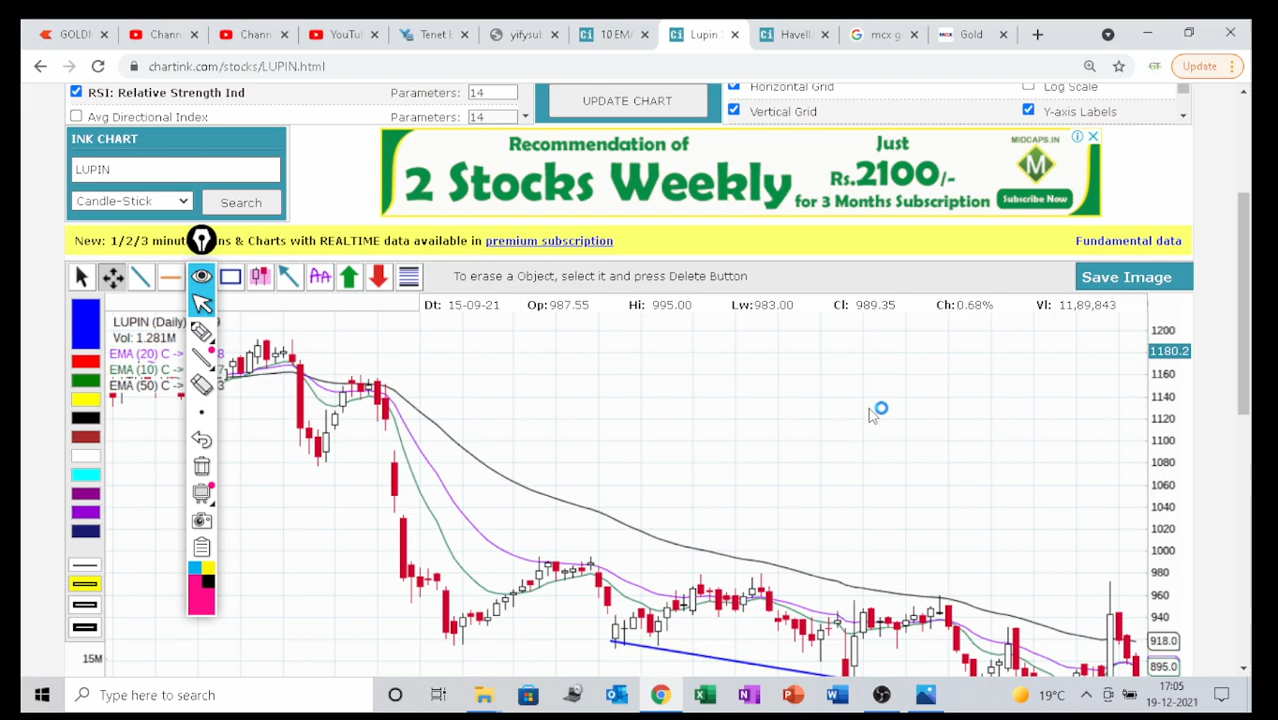 GOLDM
Chann
Chann
YouTu
Tenet E
yifysub
10 EMA
Lupin
Havell
mcx g
Gold
chartink.com/stocks/LUPIN.html
Update
RSI: Relative Strength Ind Parameters: 14
Avg Directional Index Parameters: 14
UPDATE CHART
Horizontal Grid Log Scale
Vertical Grid Y-axis Labels
INK CHART
LUPIN
Candle-Stick Search
Recommendation of
2 Stocks Weekly
Just
Rs.2100/-
for 3 Months Subscription
MIDCAPS.IN
M
Subscribe Now
New: 1/2/3 minut ns & Charts with REALTIME data available in premium subscription Fundamental data
To erase a Object, select it and press Delete Button
Save Image
Dt: 15-09-21 Op:987.55 Hi: 995.00 Lw:983.00 Cl: 989.35 Ch:0.68% Vl: 11,89,843
LUPIN (Daily) 9
Vol: 1.281M
EMA (20) C -> 8
EMA (10) C -> 7
EMA (50) C ->
1200
1180.2
1160
1140
1120
1100
1080
1060
1040
1020
1000
980
960
940
918.0
895.0
15M
Type here to search
19°C
17:05
19-12-2021